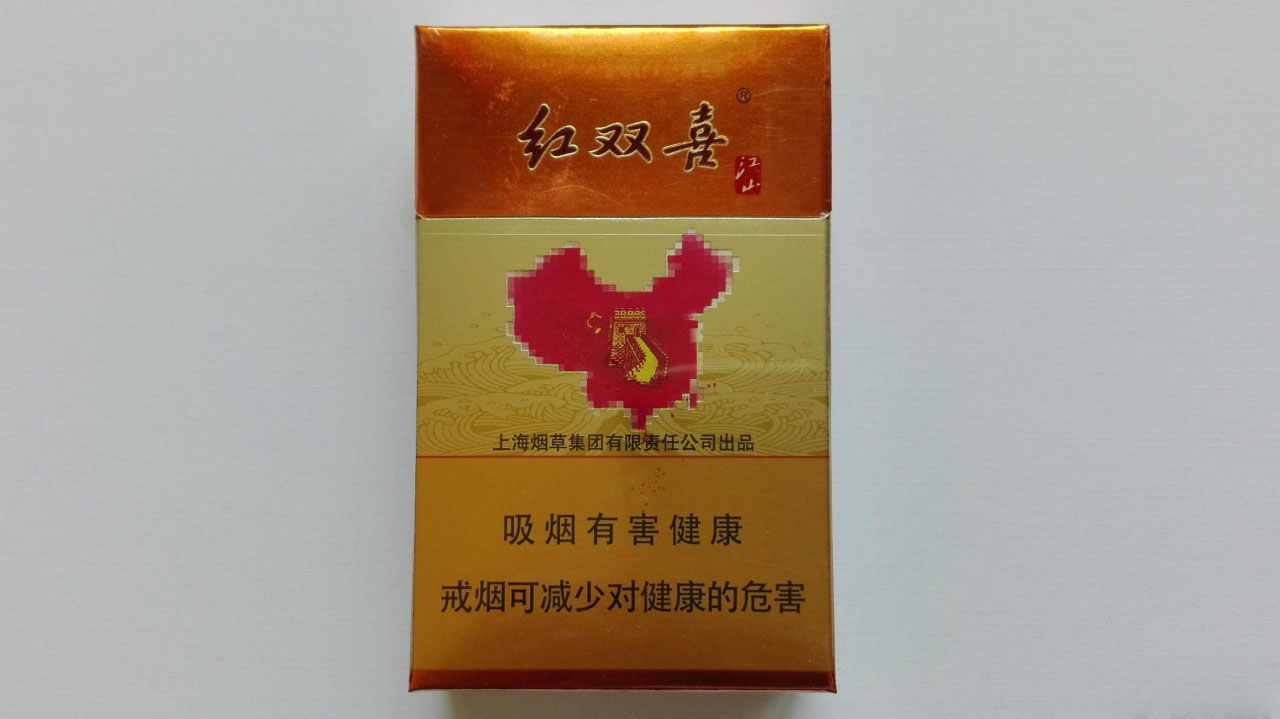 红双喜®
江山
上海烟草集团有限责任公司出品
吸烟有害健康
戒烟可减少对健康的危害